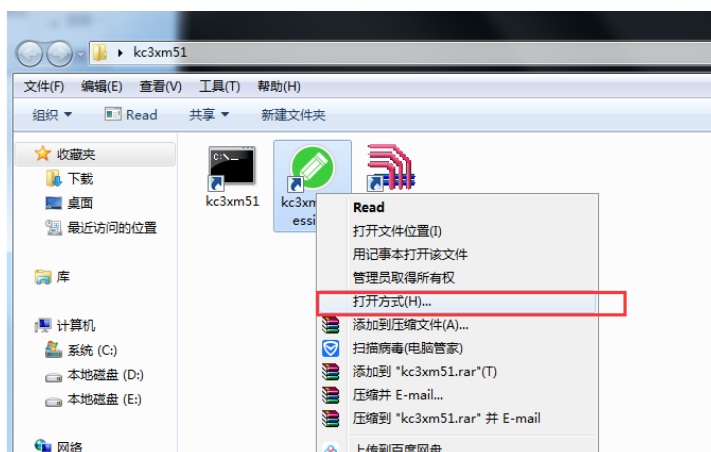 kc3xm51
文件(F) 编辑(E) 查看(V) 工具(T) 帮助(H)
组织 Read 共享 新建文件夹
收藏夹
下载
桌面
最近访问的位置
库
计算机
系统 (C:)
本地磁盘 (D:)
本地磁盘 (E:)
网络
C:\_
kc3xm51
kc3xm
essi
Read
打开文件位置(I)
用记事本打开该文件
管理员取得所有权
打开方式(H)...
添加到压缩文件(A)...
扫描病毒(电脑管家)
添加到 "kc3xm51.rar"(T)
压缩并 E-mail...
压缩到 "kc3xm51.rar" 并 E-mail
上传到百度网盘